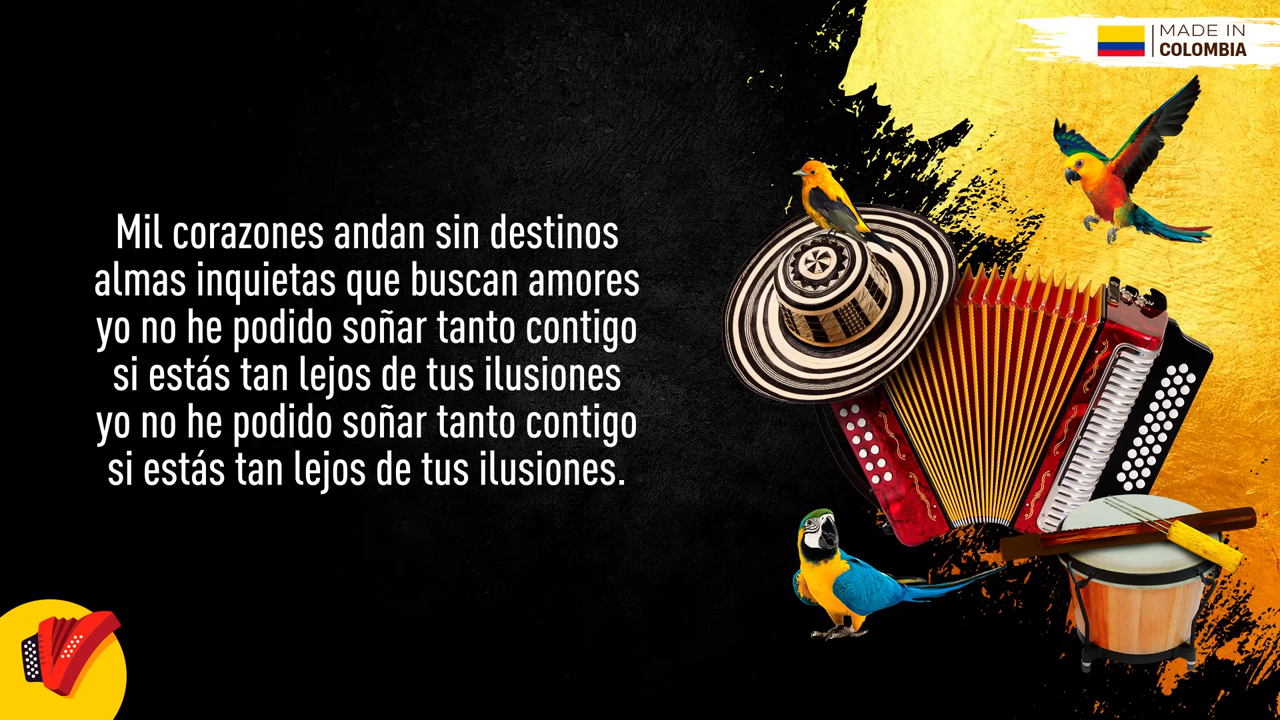 MADE IN
COLOMBIA
Mil corazones andan sin destinos
almas inquietas que buscan amores
yo no he podido soñar tanto contigo
si estás tan lejos de tus ilusiones
yo no he podido soñar tanto contigo
si estás tan lejos de tus ilusiones.